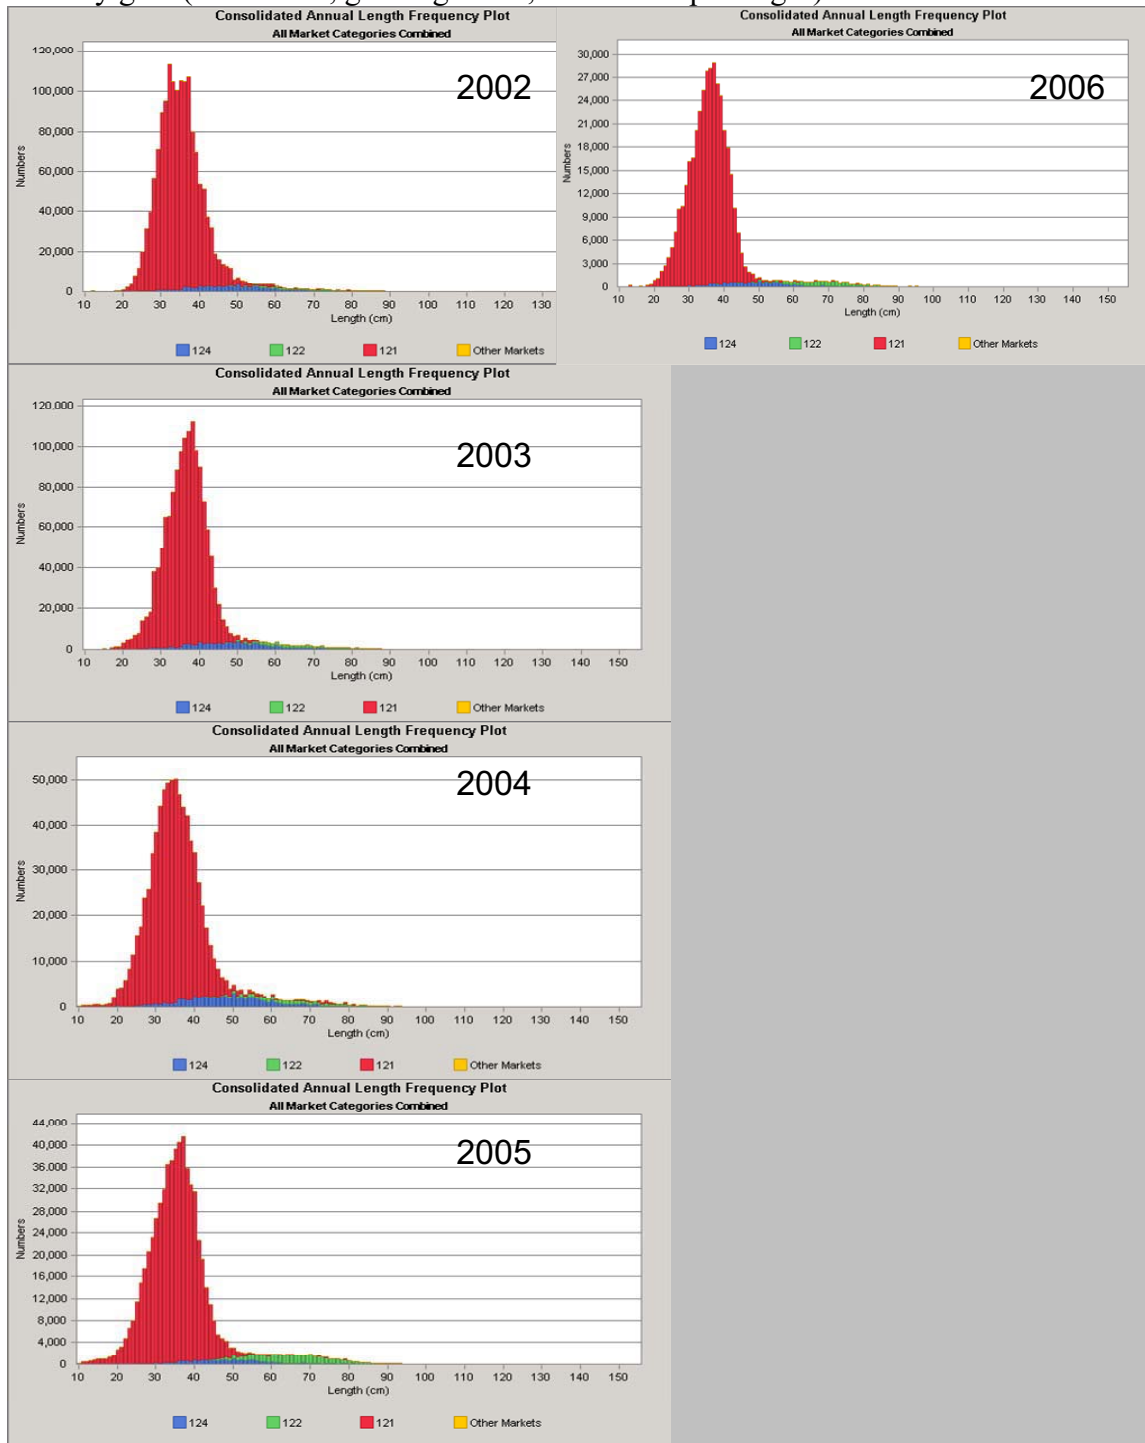 Consolidated Annual Length Frequency Plot
All Market Categories Combined
2002
120,000
100,000
80,000
60,000
40,000
20,000
0
Numbers
10 20 30 40 50 60 70 80 90 100 110 120 130
Length (cm)
124 122 121 Other Markets
Consolidated Annual Length Frequency Plot
All Market Categories Combined
2006
30,000
27,000
24,000
21,000
18,000
15,000
12,000
9,000
6,000
3,000
0
Numbers
10 20 30 40 50 60 70 80 90 100 110 120 130 140 150
Length (cm)
124 122 121 Other Markets
Consolidated Annual Length Frequency Plot
All Market Categories Combined
2003
120,000
100,000
80,000
60,000
40,000
20,000
0
Numbers
10 20 30 40 50 60 70 80 90 100 110 120 130 140 150
Length (cm)
124 122 121 Other Markets
Consolidated Annual Length Frequency Plot
All Market Categories Combined
2004
50,000
40,000
30,000
20,000
10,000
0
Numbers
10 20 30 40 50 60 70 80 90 100 110 120 130 140 150
Length (cm)
124 122 121 Other Markets
Consolidated Annual Length Frequency Plot
All Market Categories Combined
2005
44,000
40,000
36,000
32,000
28,000
24,000
20,000
16,000
12,000
8,000
4,000
0
Numbers
10 20 30 40 50 60 70 80 90 100 110 120 130 140 150
Length (cm)
124 122 121 Other Markets